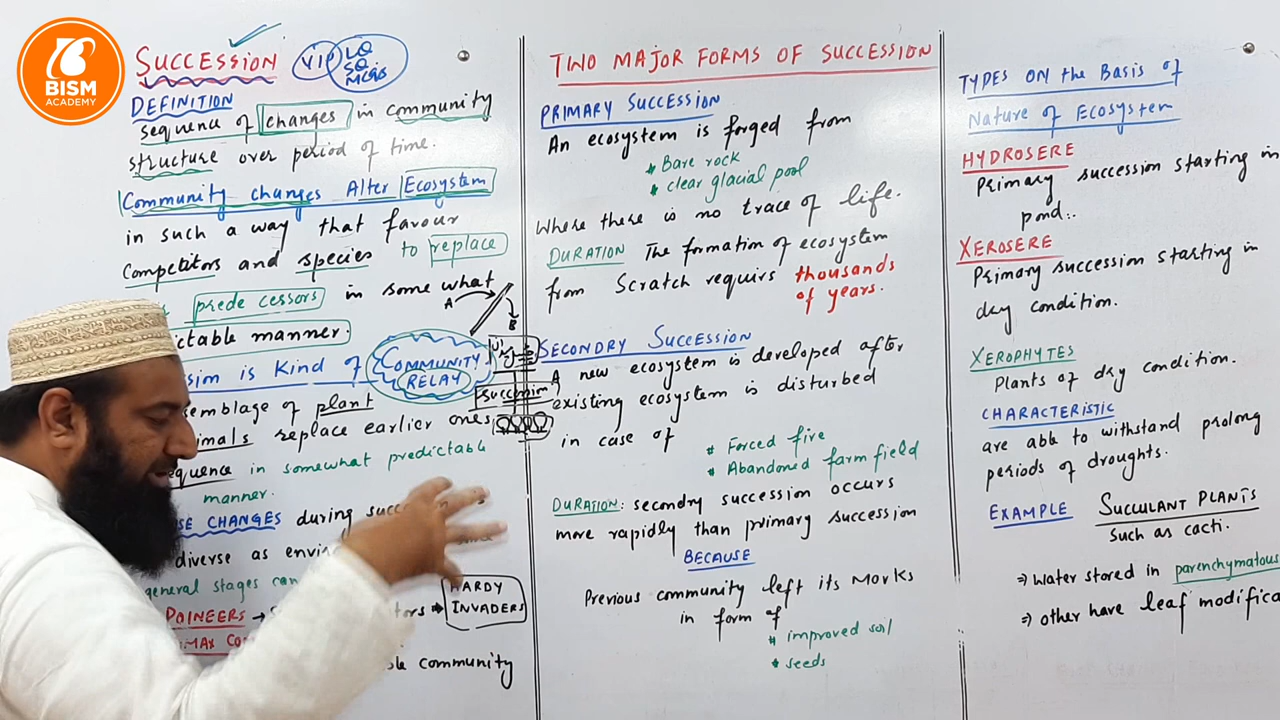 BISM
ACADEMY
SUCCESSION
VIP
LQ
SQ
MCQs
DEFINITION
sequence of changes in community
structure over period of time.
Community changes Alter Ecosystem
in such a way that favour
Competitors and species to replace
prede cessors in some what
ctable manner.
A
B
sim is Kind of COMMUNITY
RELAY
semblage of plant
imals replace earlier ones
equence in somewhat predictable
manner.
SE CHANGES during
diverse as
general stages can
POINEERS → tors ⇒ HARDY
INVADERS
MAX
community
succession
TWO MAJOR FORMS OF SUCCESSION
PRIMARY SUCCESSION
An ecosystem is forged from
* Bare rock
* clear glacial pool
Where there is no trace of life.
DURATION The formation of ecosystem
from Scratch requirs thousands
of years.
SECONDRY SUCCESSION
A new ecosystem is developed after
existing ecosystem is disturbed
in case of
* Forced fire
* Abandoned farm field
DURATION: secondry succession occurs
more rapidly than primary succession
BECAUSE
Previous community left its Marks
in form of
* improved soil
* seeds
TYPES ON the Basis of
Nature of Ecosystem
HYDROSERE
Primary succession starting in
pond:.
XEROSERE
Primary succession starting in
dry condition.
XEROPHYTES
Plants of dry condition.
CHARACTERISTIC
are able to withstand prolong
periods of droughts.
EXAMPLE SUCCULANT PLANTS
such as cacti.
⇒ Water stored in parenchymatous
⇒ other have leaf modifica